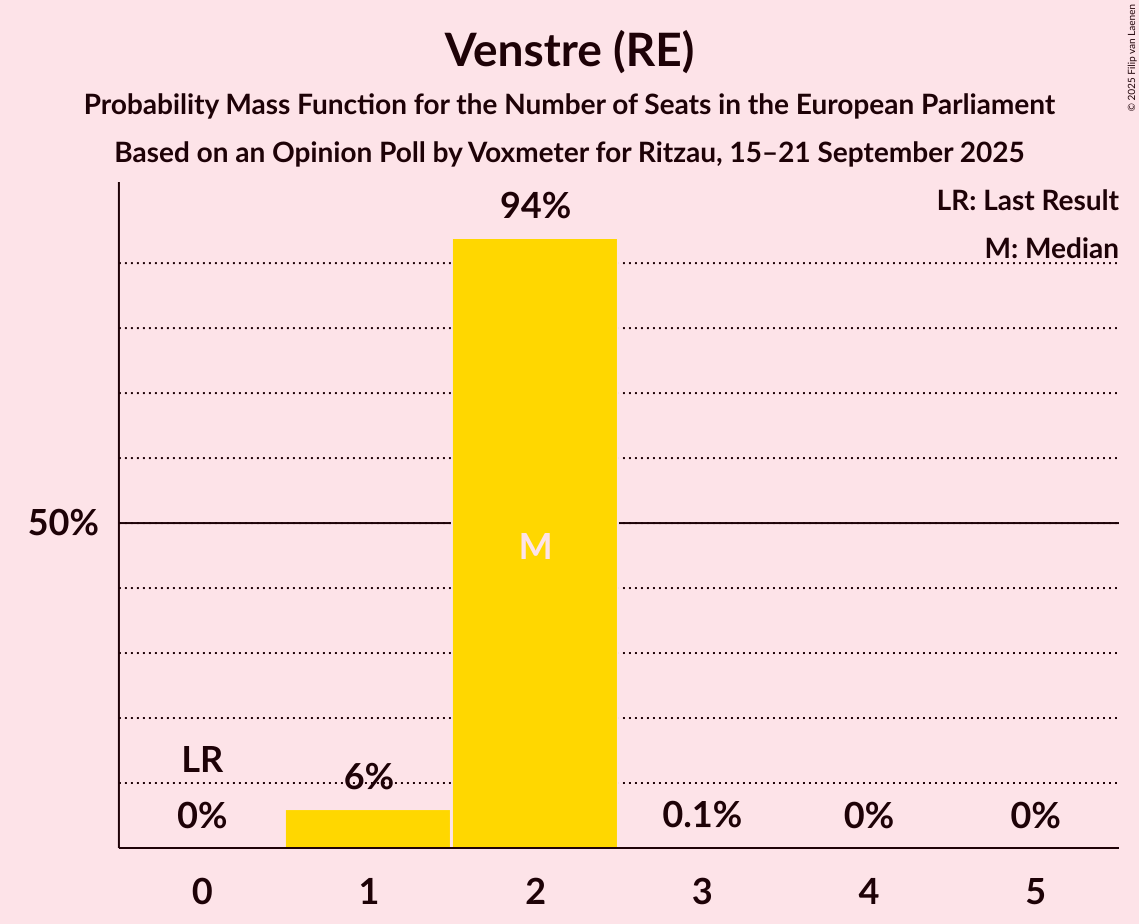 Venstre (RE)
Probability Mass Function for the Number of Seats in the European Parliament
Based on an Opinion Poll by Voxmeter for Ritzau, 15–21 September 2025
© 2025 Filip van Laenen
LR: Last Result
M: Median
94%
50%
M
LR
0%
6%
0.1%
0%
0%
0
1
2
3
4
5